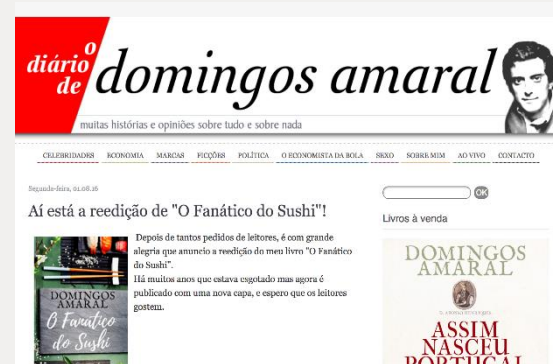 o
diário
de
domingos amaral
muitas histórias e opiniões sobre tudo e sobre nada
CELEBRIDADES ECONOMIA MARCAS FICÇÕES POLÍTICA O ECONOMISTA DA BOLA SEXO SOBRE MIM AO VIVO CONTACTO
Segunda-feira, 01.08.16
Aí está a reedição de "O Fanático do Sushi"!
Depois de tantos pedidos de leitores, é com grande
alegria que anuncio a reedição do meu livro "O Fanático
do Sushi".
Há muitos anos que estava esgotado mas agora é
publicado com uma nova capa, e espero que os leitores
gostem.
DOMINGOS
AMARAL
O Fanático
do Sushi
OK
Livros à venda
DOMINGOS
AMARAL
ASSIM
NASCEU
PORTUGAL